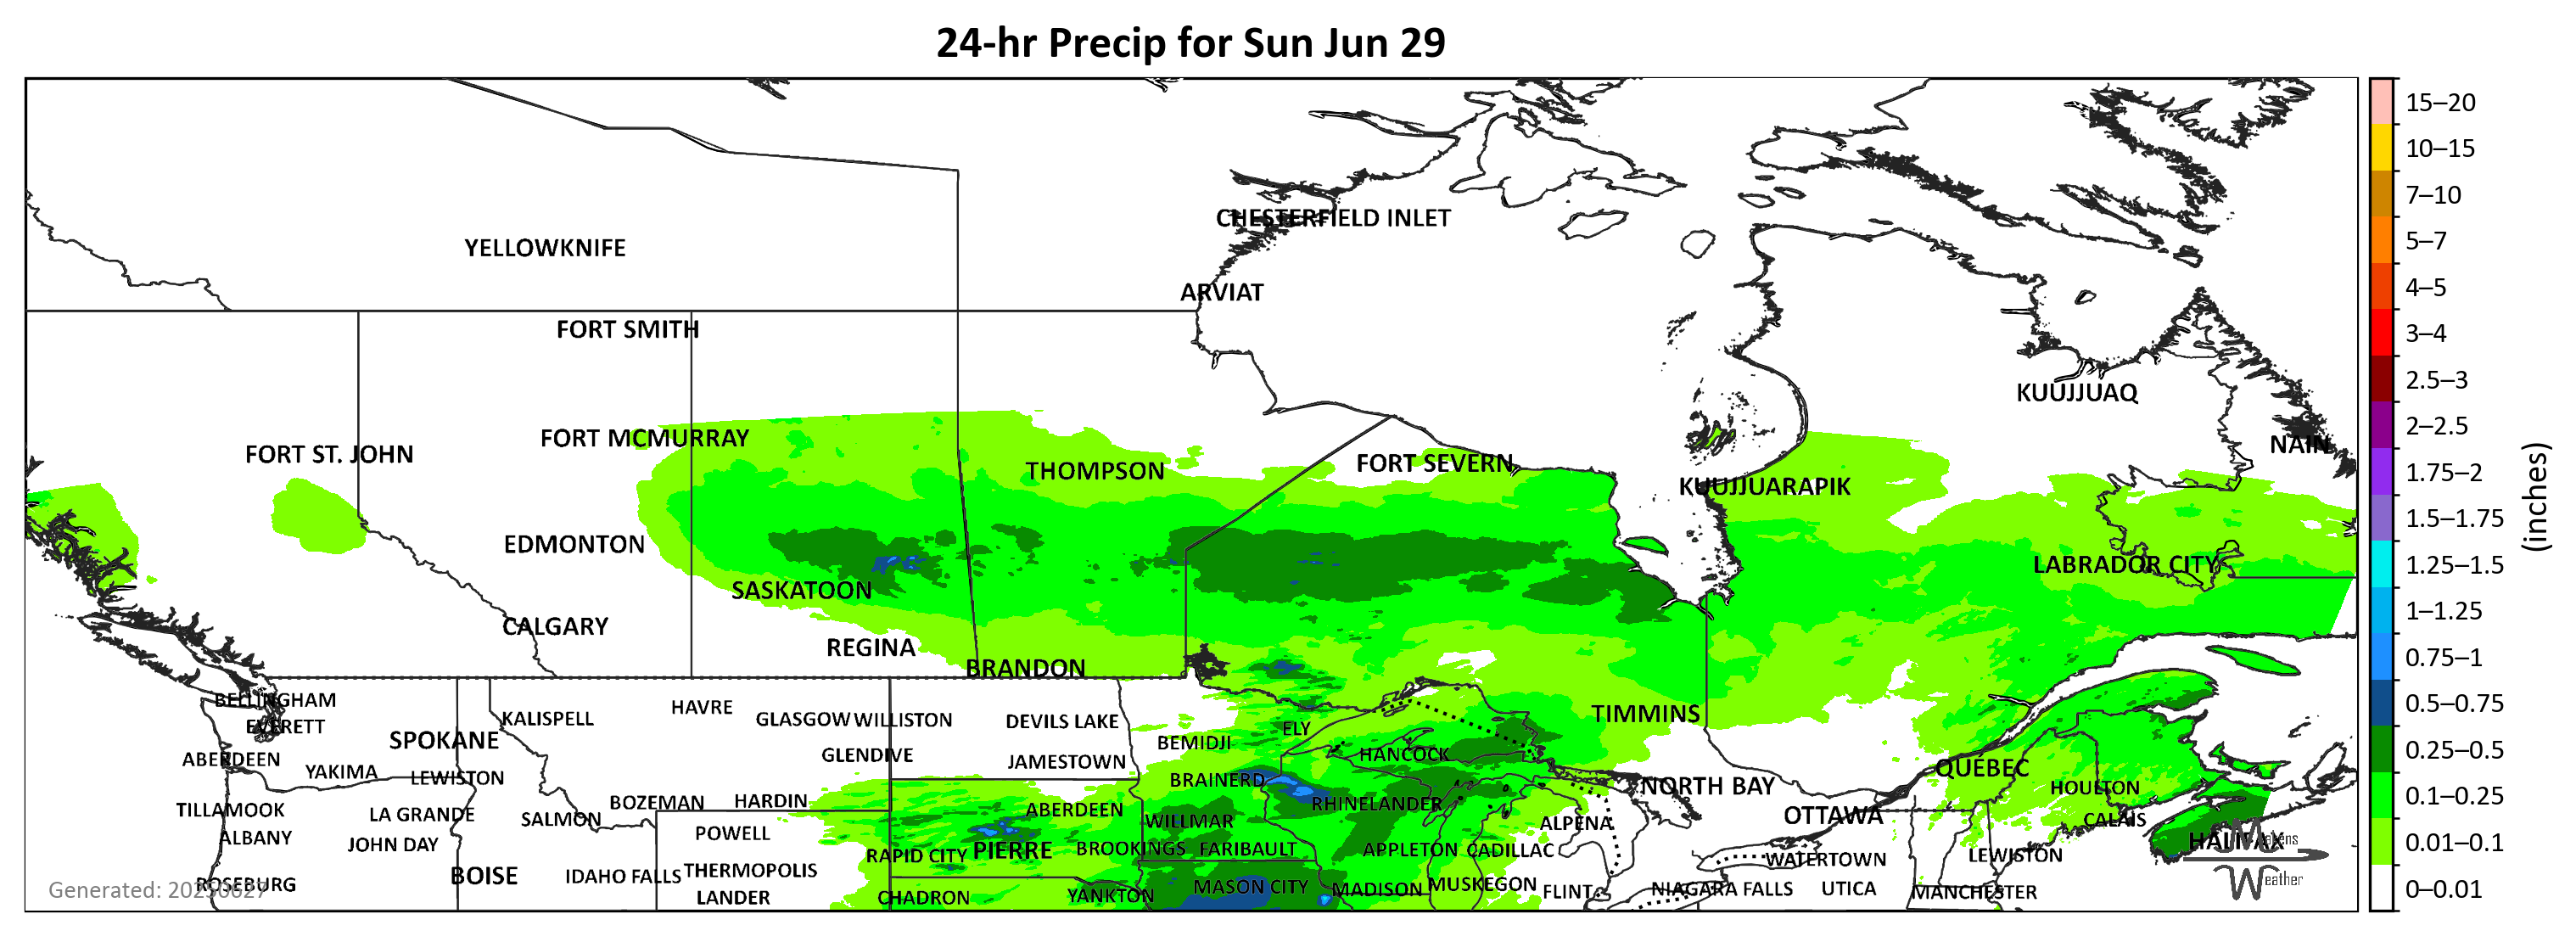 24-hr Precip for Sun Jun 29
15–20
10–15
7–10
5–7
4–5
3–4
2.5–3
2–2.5
1.75–2
1.5–1.75
1.25–1.5
1–1.25
0.75–1
0.5–0.75
0.25–0.5
0.1–0.25
0.01–0.1
0–0.01
(inches)
CHESTERFIELD INLET
YELLOWKNIFE
ARVIAT
FORT SMITH
KUUJJUAQ
FORT MCMURRAY
NAIN
FORT ST. JOHN
THOMPSON
FORT SEVERN
KUUJJUARAPIK
EDMONTON
LABRADOR CITY
SASKATOON
CALGARY
REGINA
BRANDON
BELLINGHAM
KALISPELL
HAVRE
GLASGOW
WILLISTON
DEVILS LAKE
TIMMINS
EVERETT
ELY
SPOKANE
BEMIDJI
GLENDIVE
JAMESTOWN
HANCOCK
ABERDEEN
YAKIMA
LEWISTON
BRAINERD
NORTH BAY
QUÉBEC
HOULTON
BOZEMAN
HARDIN
RHINELANDER
TILLAMOOK
LA GRANDE
SALMON
ABERDEEN
WILLMAR
ALPENA
OTTAWA
CALAIS
ALBANY
JOHN DAY
POWELL
RAPID CITY
PIERRE
BROOKINGS
FARIBAULT
APPLETON
CADILLAC
WATERTOWN
LEWISTON
HALIFAX
ROSEBURG
BOISE
IDAHO FALLS
THERMOPOLIS
LANDER
CHADRON
YANKTON
MASON CITY
MADISON
MUSKEGON
FLINT
NIAGARA FALLS
UTICA
MANCHESTER
Generated: 20250627
Weather